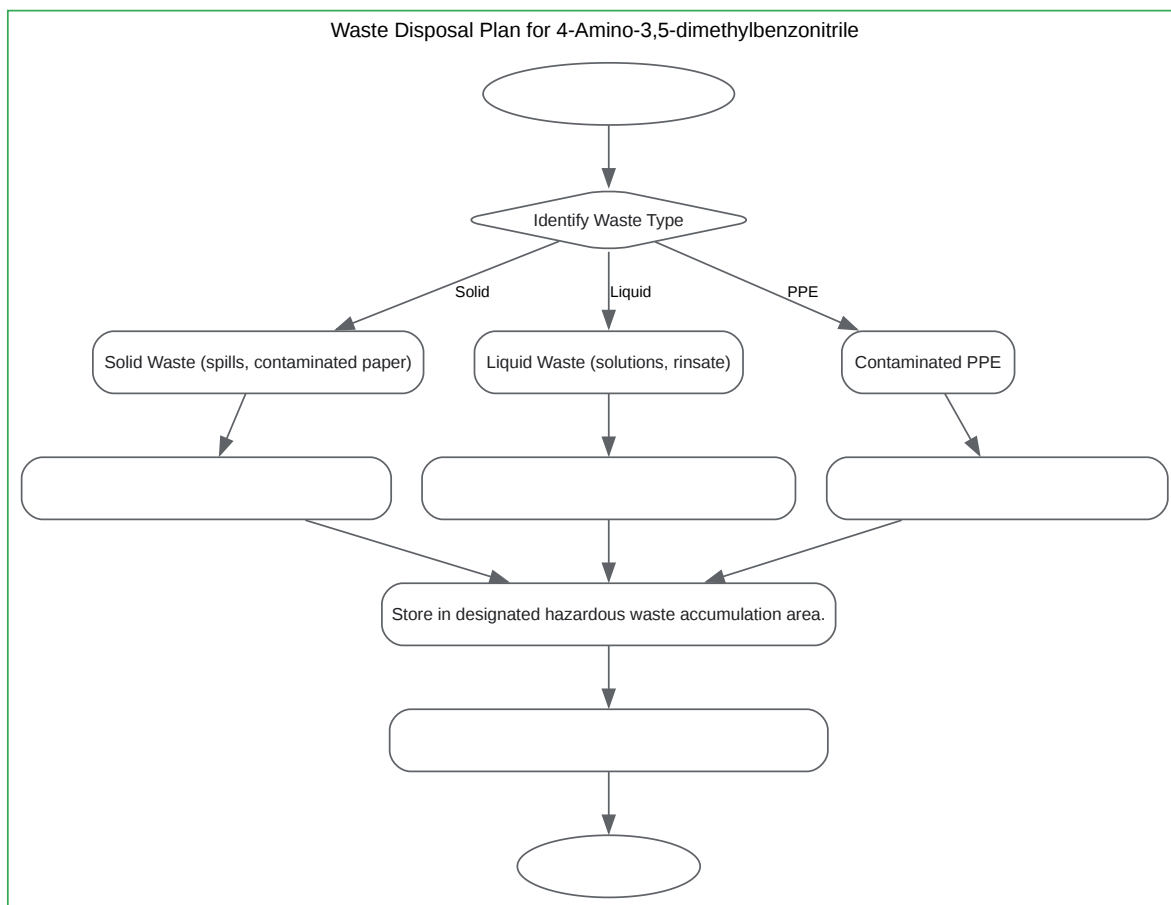 Waste Disposal Plan for 4-Amino-3,5-dimethylbenzonitrile
Identify Waste Type
Solid
Liquid
PPE
Solid Waste (spills, contaminated paper)
Liquid Waste (solutions, rinsate)
Contaminated PPE
Store in designated hazardous waste accumulation area.